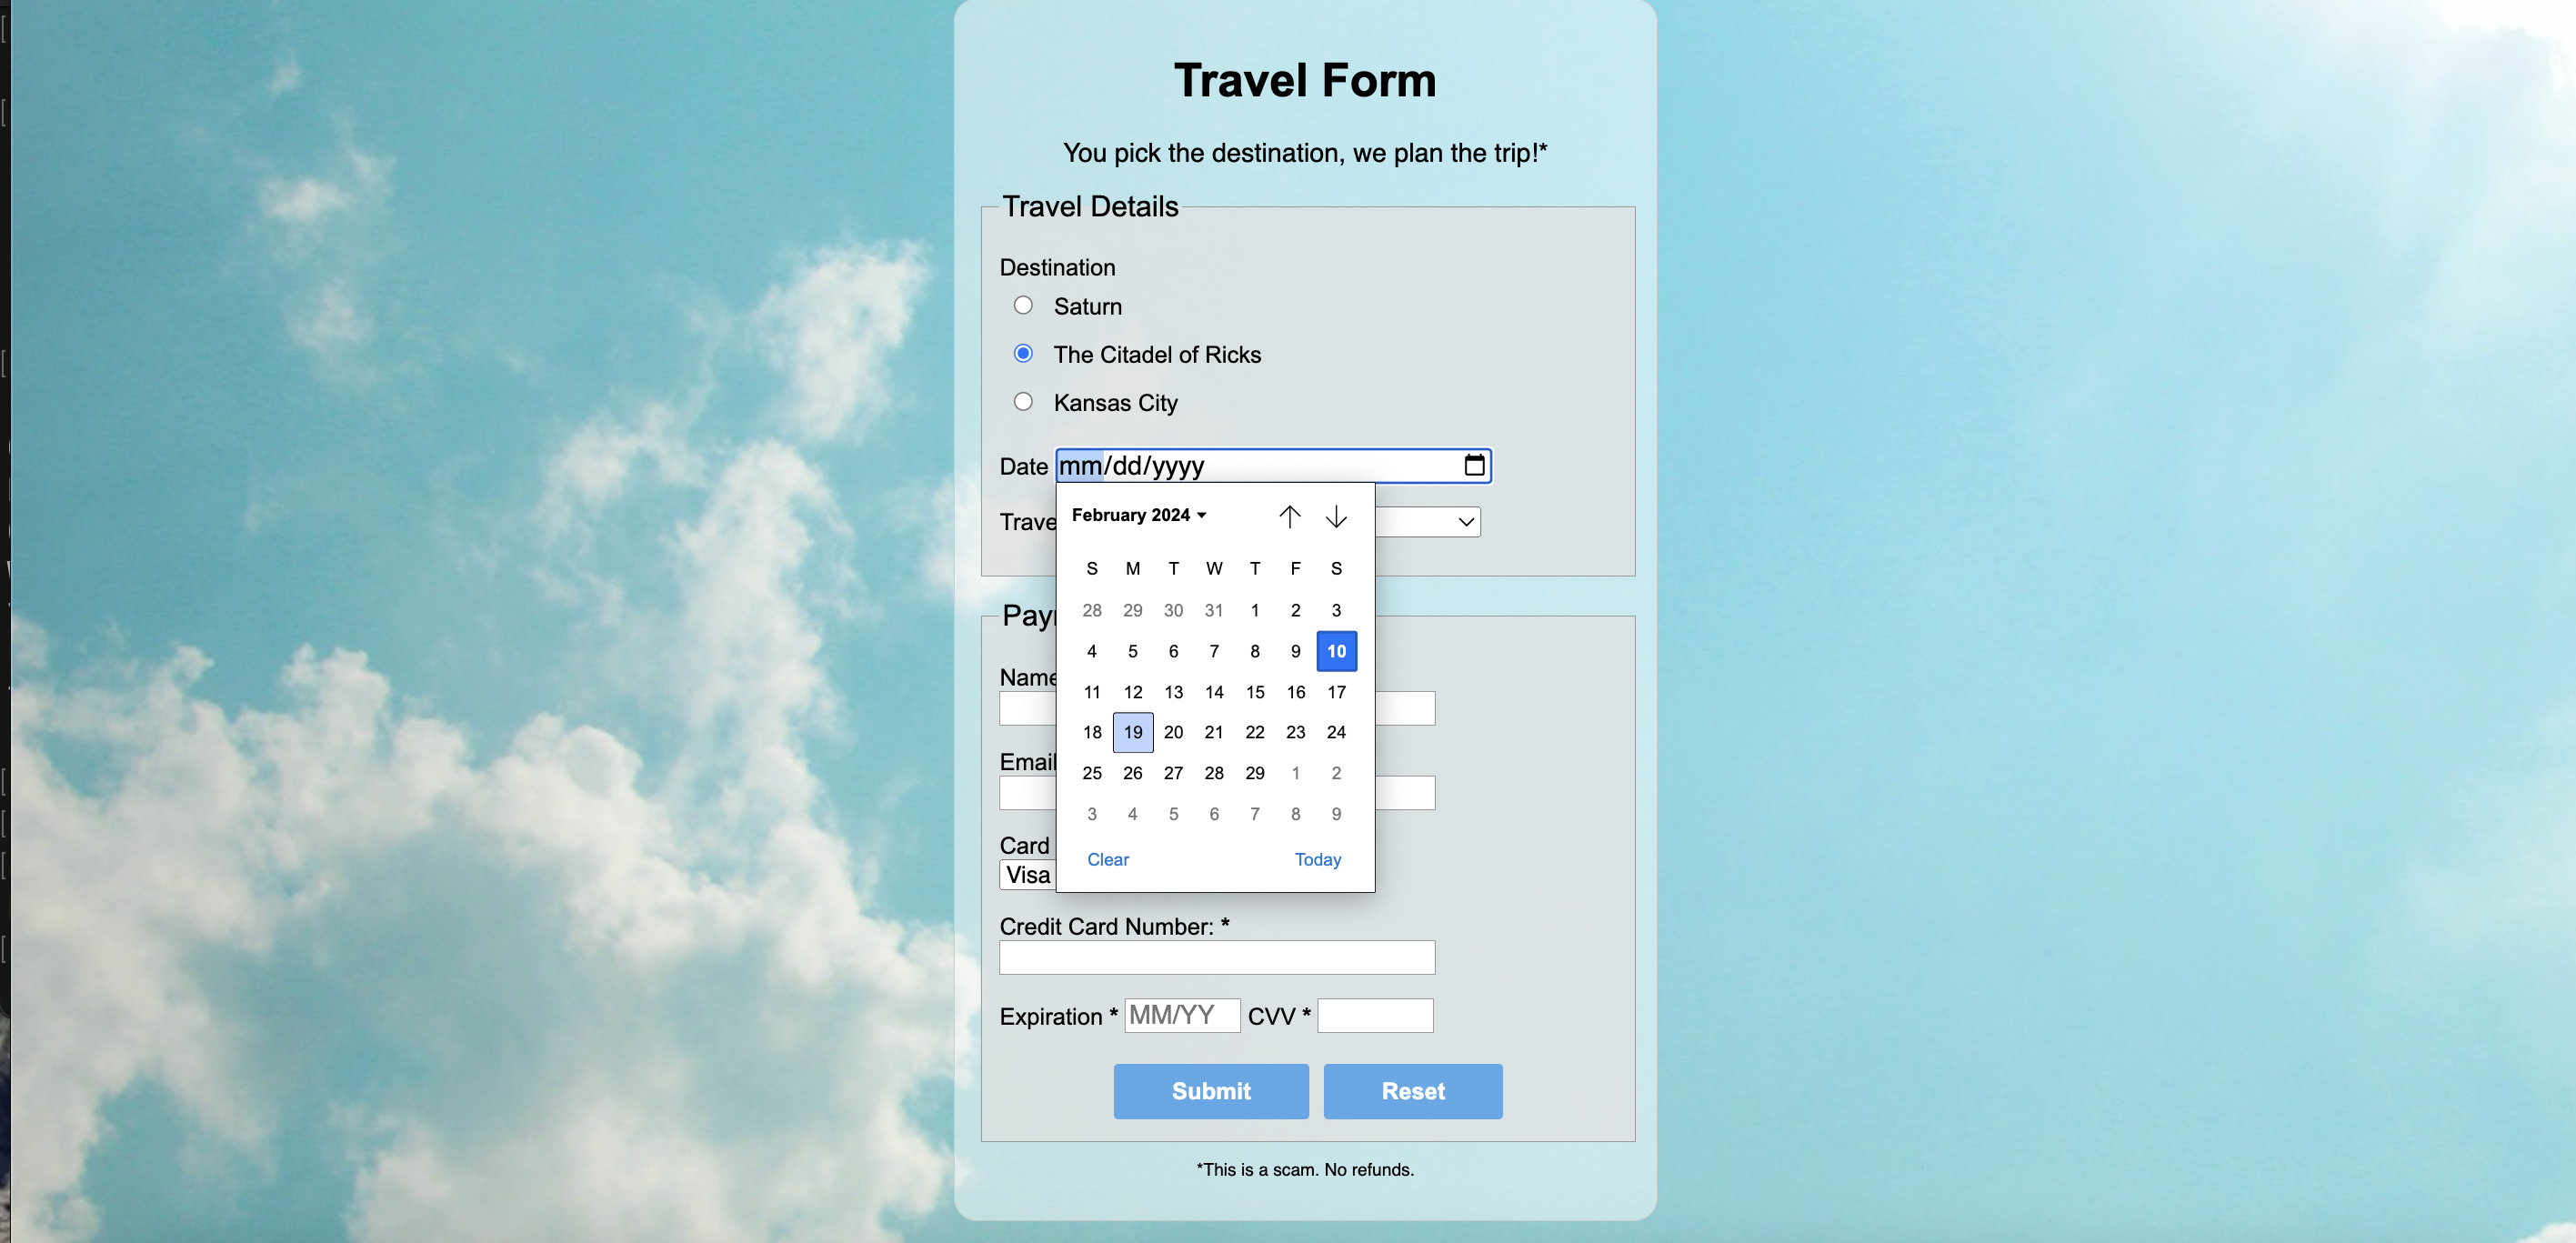 Travel Form
You pick the destination, we plan the trip!*
Travel Details
Destination
Saturn
The Citadel of Ricks
Kansas City
Date mm/dd/yyyy
Trave
February 2024
S M T W T F S
28 29 30 31 1 2 3
4 5 6 7 8 9 10
11 12 13 14 15 16 17
18 19 20 21 22 23 24
25 26 27 28 29 1 2
3 4 5 6 7 8 9
Clear Today
Pay
Name
Email
Card
Visa
Credit Card Number: *
Expiration * MM/YY CVV *
Submit Reset
*This is a scam. No refunds.